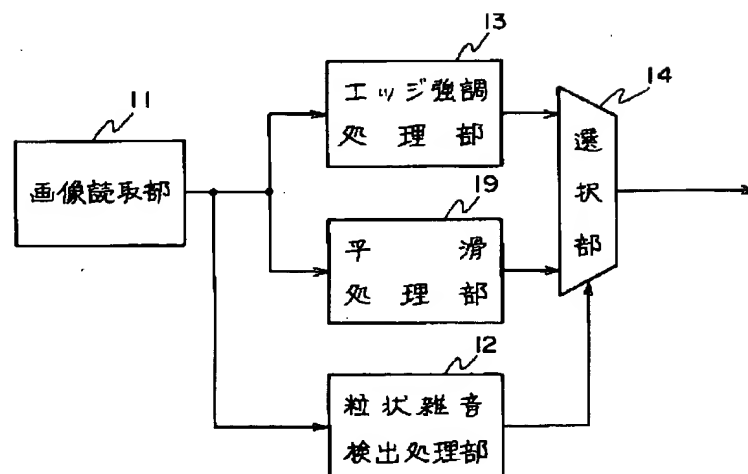 11
画像読取部
13
エッジ強調
処理部
19
平滑
処理部
12
粒状雑音
検出処理部
14
選
択
部